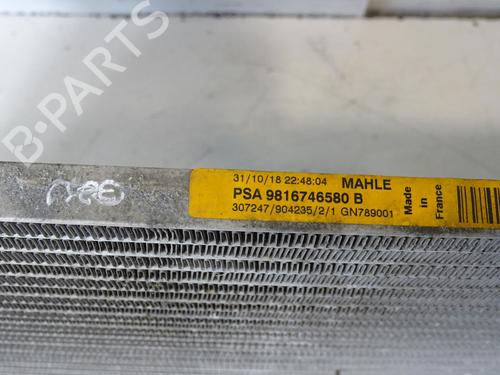 B-PARTS
31/10/18 22:48:04 MAHLE
PSA 9816746580 B
307247/904235/2/1 GN789001
Made
in
France